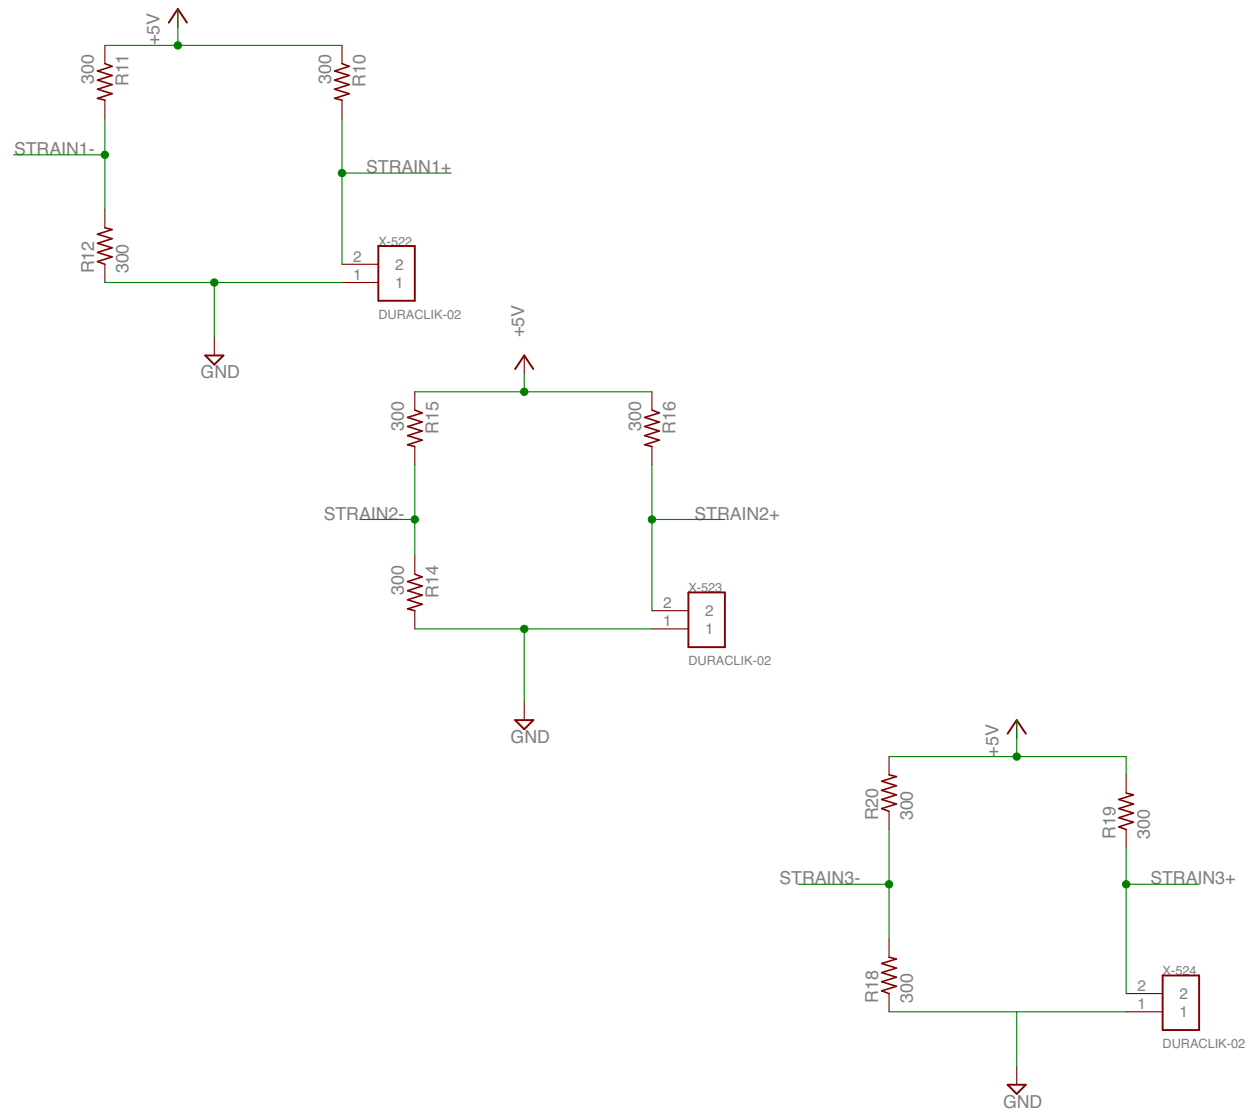 +5V
300
R11
300
R10
STRAIN1-
STRAIN1+
R12
300
X-522
2
1
2
1
DURACLIK-02
GND
+5V
300
R15
300
R16
STRAIN2-
STRAIN2+
300
R14
X-523
2
1
2
1
DURACLIK-02
GND
+5V
R20
300
R19
300
STRAIN3-
STRAIN3+
R18
300
X-524
2
1
2
1
DURACLIK-02
GND